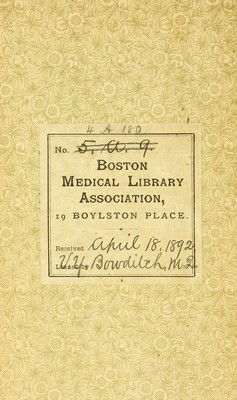 4 A 180
No. 5. A. 9.
BOSTON
MEDICAL LIBRARY
ASSOCIATION,
19 BOYLSTON PLACE.
Received April 18, 1892
Bowditch, M.D.